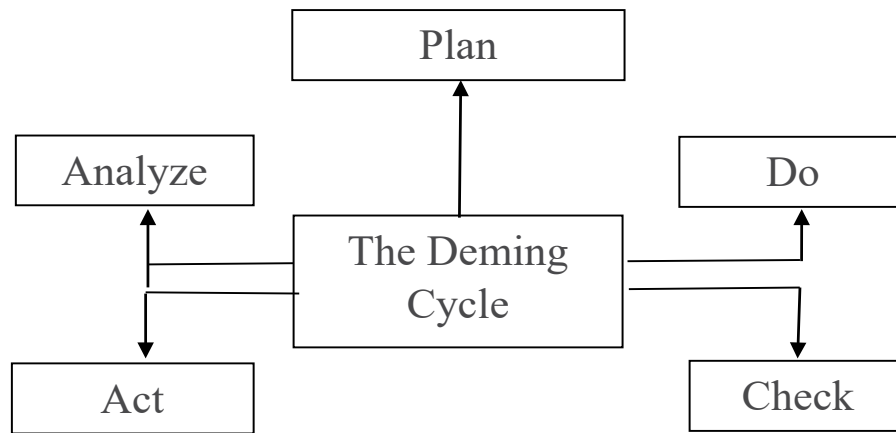 Plan
Analyze
Do
The Deming
Cycle
Act
Check